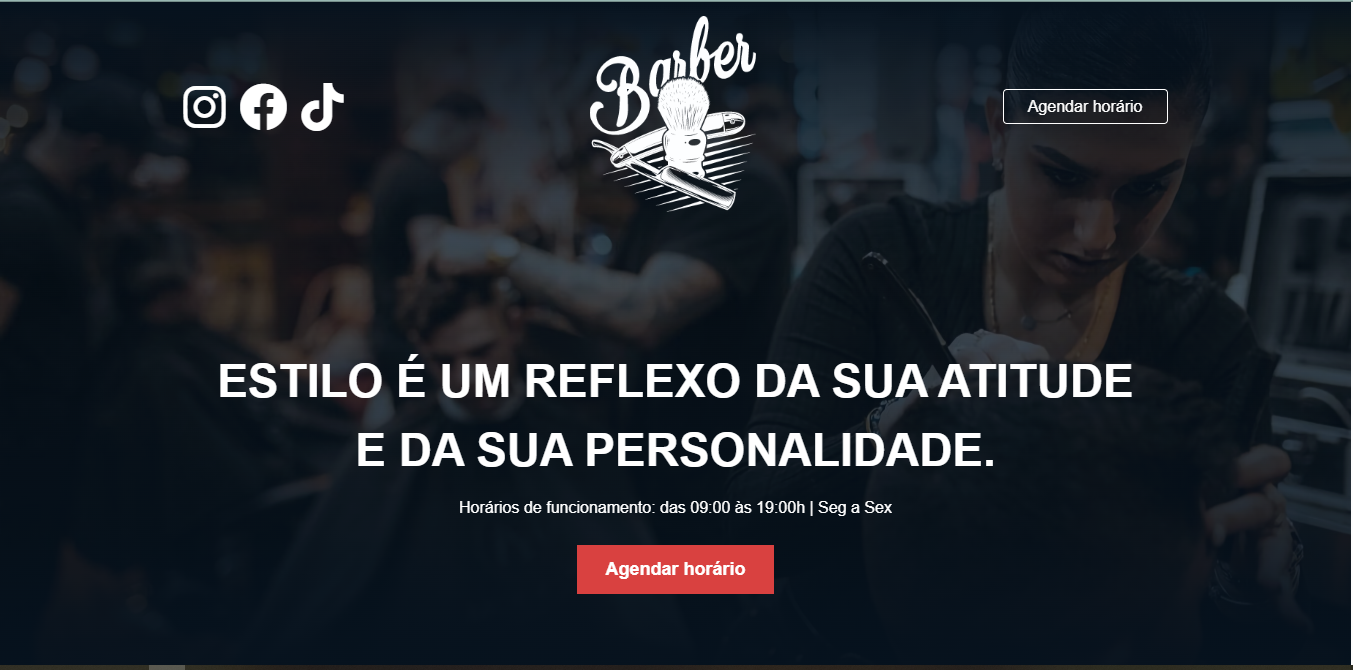 Barber
Agendar horário
ESTILO É UM REFLEXO DA SUA ATITUDE
E DA SUA PERSONALIDADE.
Horários de funcionamento: das 09:00 às 19:00h | Seg a Sex
Agendar horário